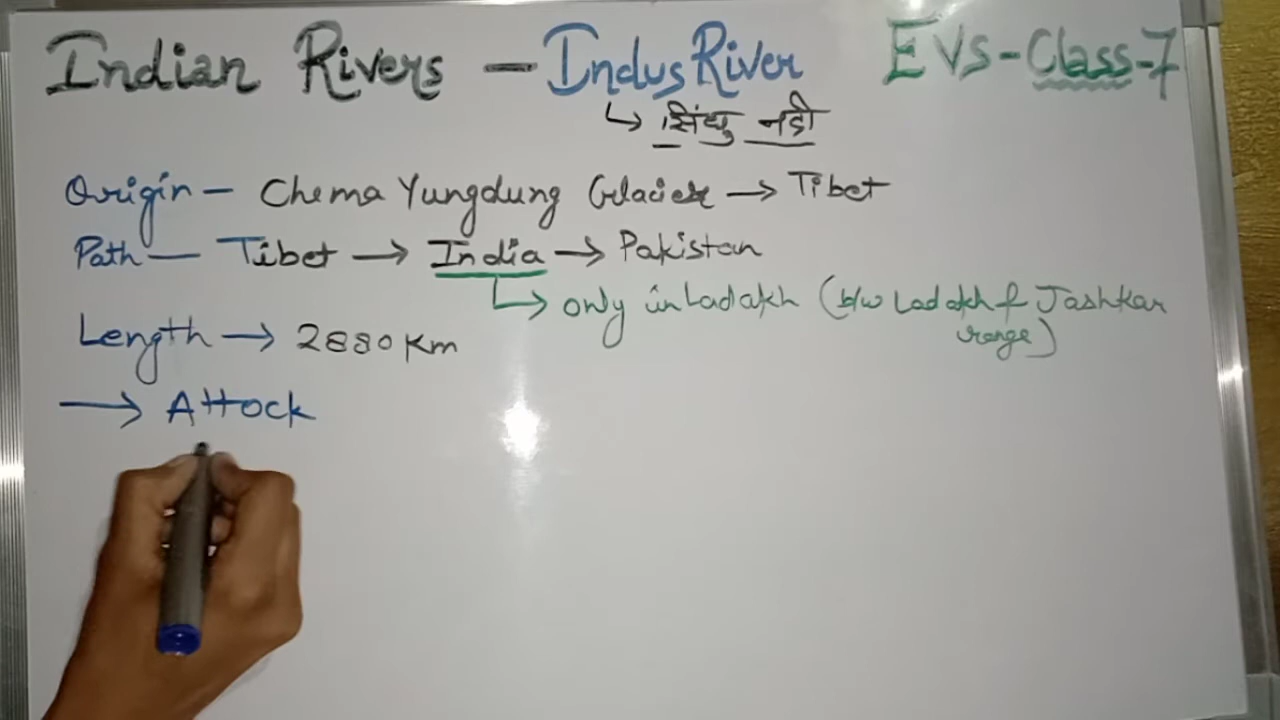 Indian Rivers - Indus River EVS-Class-7
↳ सिंधु नदी
Origin - Chema Yungdung Glacier → Tibet
Path - Tibet → India → Pakistan
↳ only in Ladakh (b/w Ladakh & Jashkar
range)
Length → 2880 Km
→ Attock